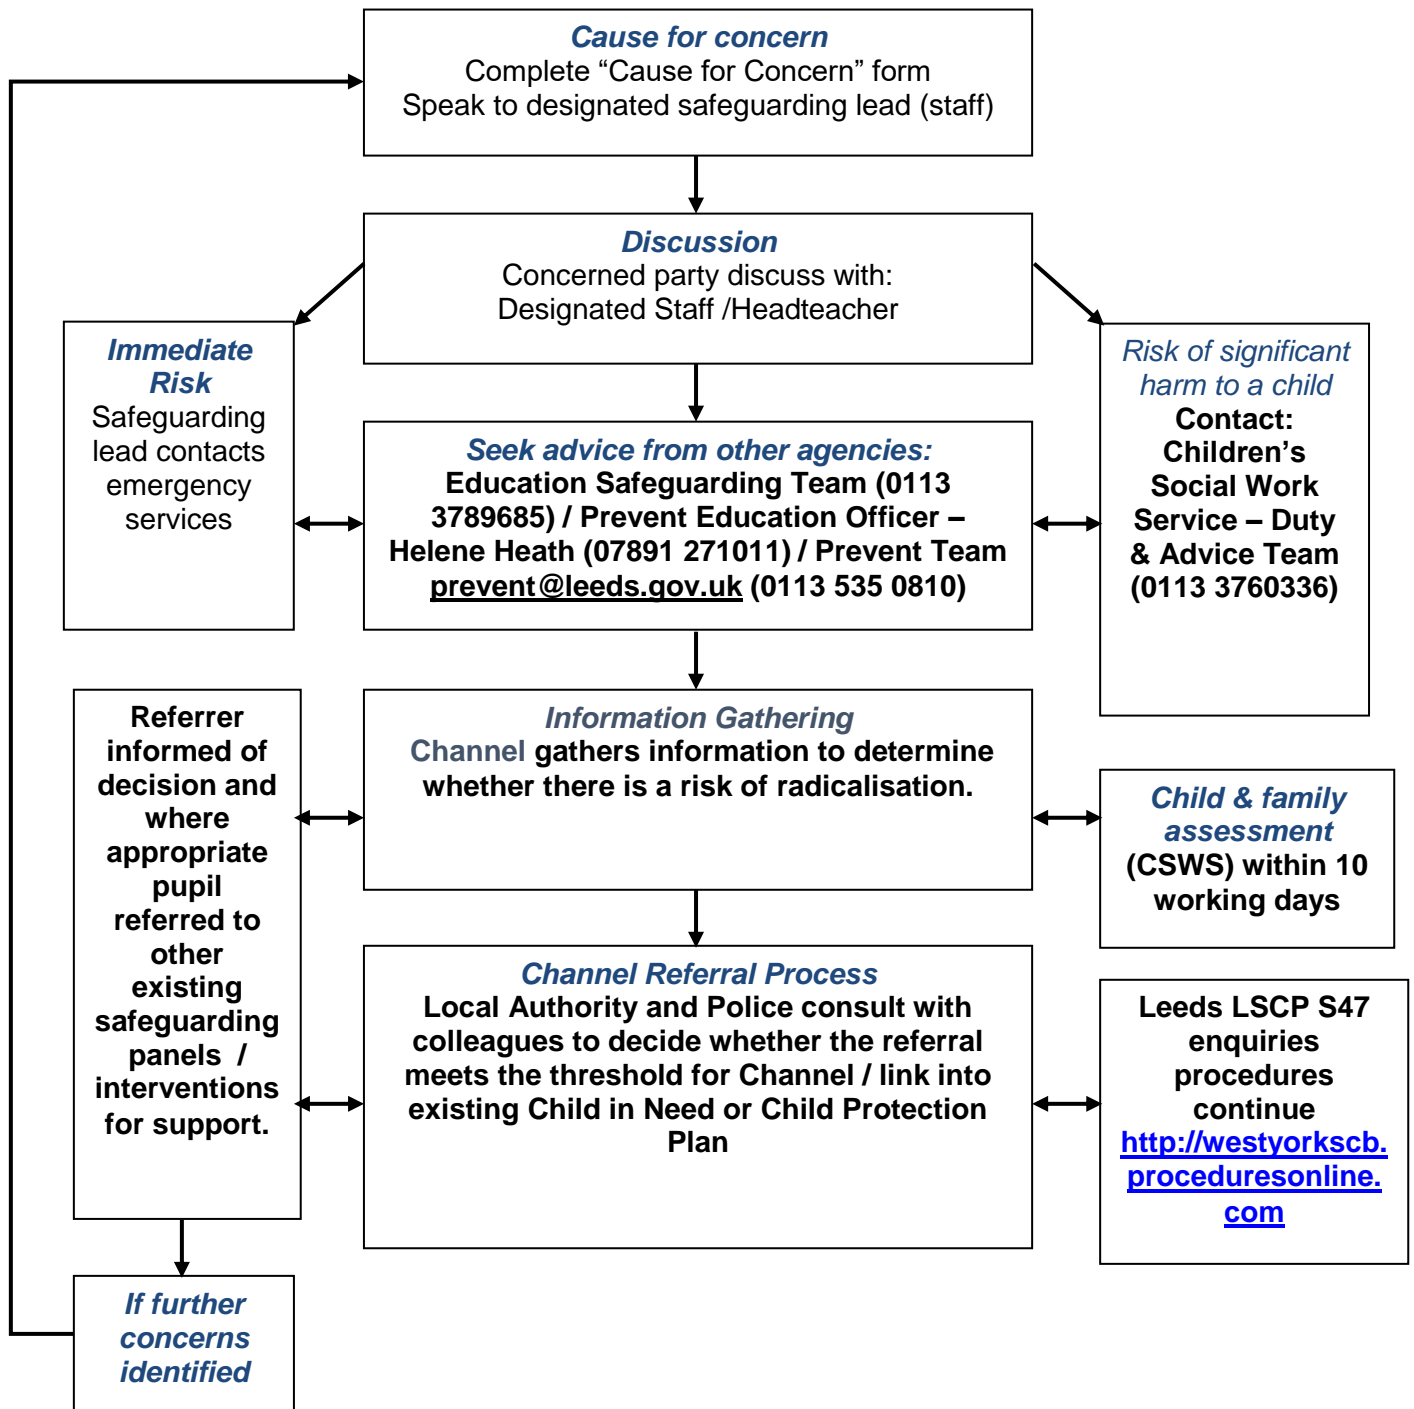 Cause for concern
Complete “Cause for Concern” form
Speak to designated safeguarding lead (staff)
Discussion
Concerned party discuss with:
Designated Staff /Headteacher
Immediate
Risk
Safeguarding
lead contacts
emergency
services
Seek advice from other agencies:
Education Safeguarding Team (0113
3789685) / Prevent Education Officer –
Helene Heath (07891 271011) / Prevent Team
prevent@leeds.gov.uk (0113 535 0810)
Risk of significant
harm to a child
Contact:
Children’s
Social Work
Service – Duty
& Advice Team
(0113 3760336)
Referrer
informed of
decision and
where
appropriate
pupil
referred to
other
existing
safeguarding
panels /
interventions
for support.
Information Gathering
Channel gathers information to determine
whether there is a risk of radicalisation.
Child & family
assessment
(CSWS) within 10
working days
Channel Referral Process
Local Authority and Police consult with
colleagues to decide whether the referral
meets the threshold for Channel / link into
existing Child in Need or Child Protection
Plan
Leeds LSCP S47
enquiries
procedures
continue
http://westyorkscb.
proceduresonline.
com
If further
concerns
identified